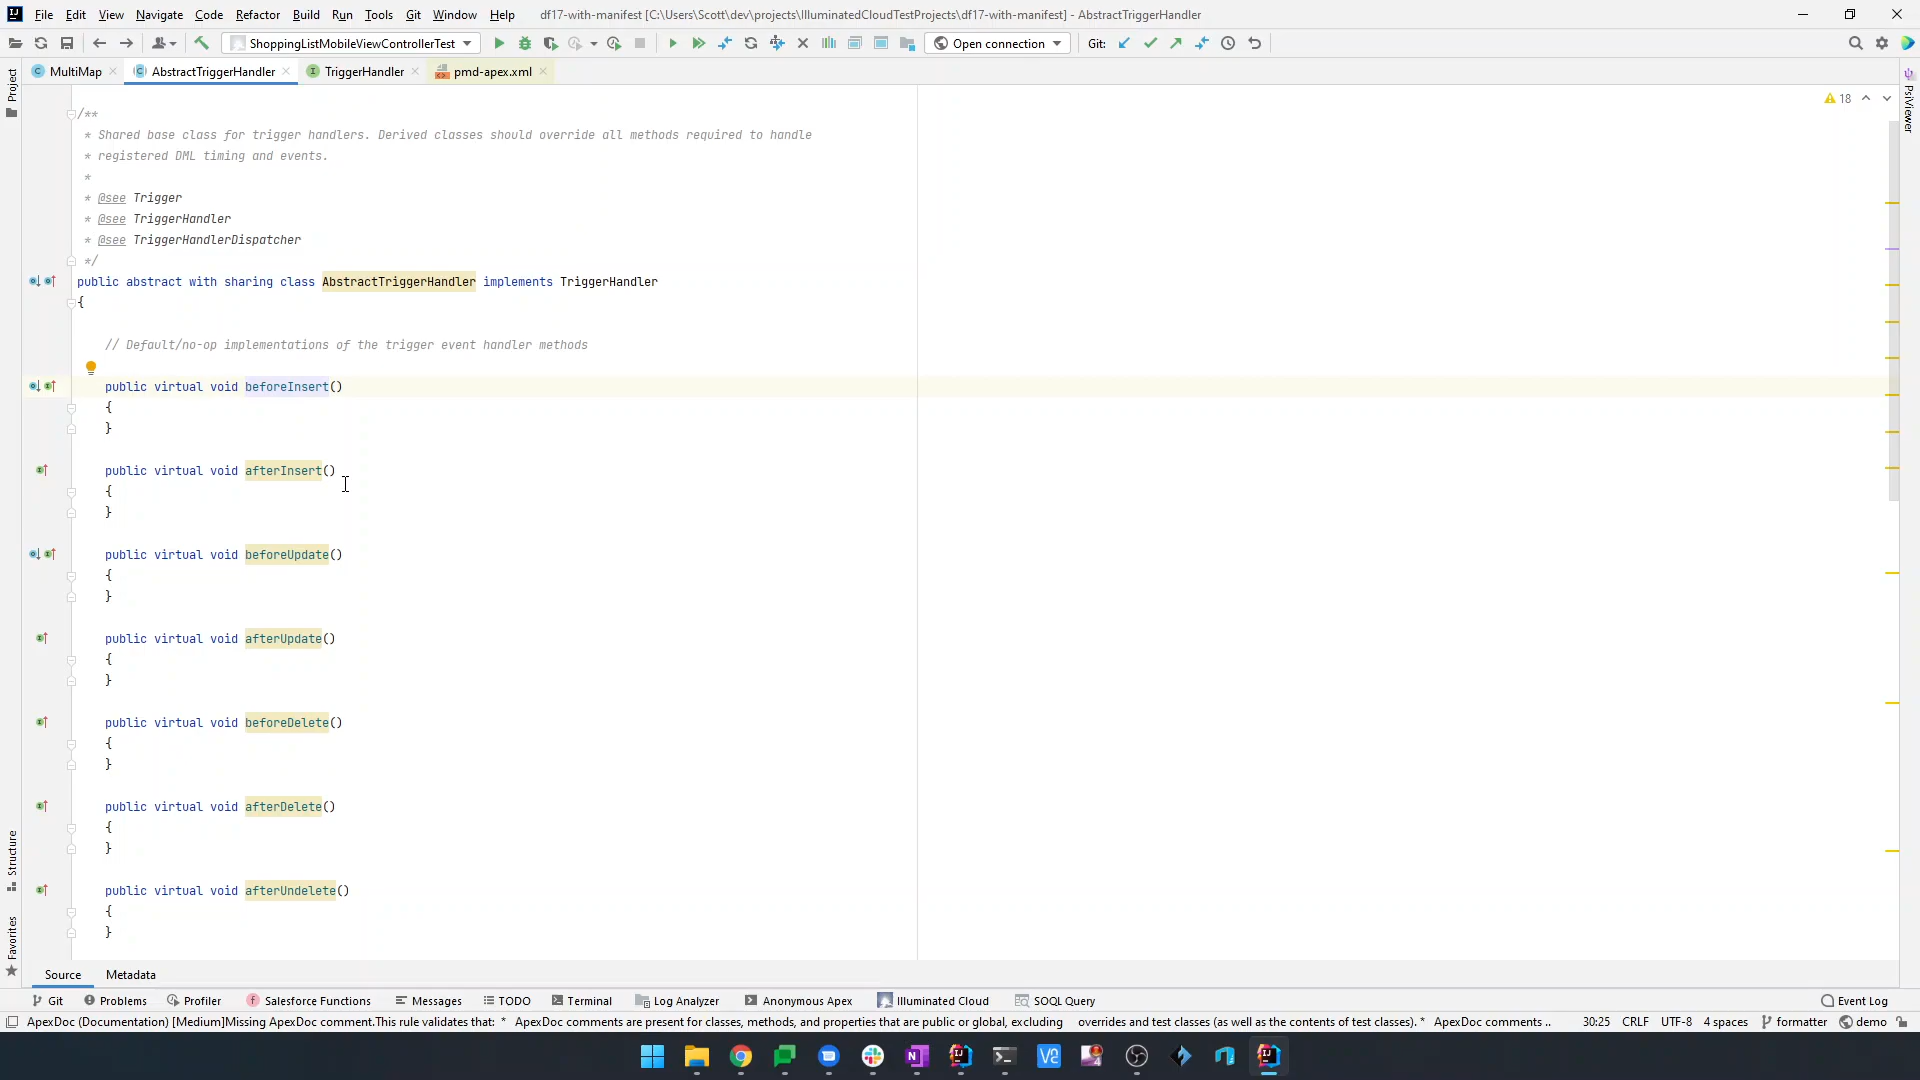 File Edit View Navigate Code Refactor Build Run Tools Git Window Help df17-with-manifest [C:\Users\Scott\dev\projects\IlluminatedCloudTestProjects\df17-with-manifest] - AbstractTriggerHandler
ShoppingListMobileViewControllerTest Open connection Git:
MultiMap AbstractTriggerHandler TriggerHandler pmd-apex.xml
Project
PsiViewer
18
/**
* Shared base class for trigger handlers. Derived classes should override all methods required to handle
* registered DML timing and events.
*
* @see Trigger
* @see TriggerHandler
* @see TriggerHandlerDispatcher
*/
public abstract with sharing class AbstractTriggerHandler implements TriggerHandler
{
// Default/no-op implementations of the trigger event handler methods
public virtual void beforeInsert()
{
}
public virtual void afterInsert()
{
}
public virtual void beforeUpdate()
{
}
public virtual void afterUpdate()
{
}
public virtual void beforeDelete()
{
}
public virtual void afterDelete()
{
}
public virtual void afterUndelete()
{
}
Structure
Favorites
Source Metadata
Git Problems Profiler Salesforce Functions Messages TODO Terminal Log Analyzer Anonymous Apex Illuminated Cloud SOQL Query Event Log
ApexDoc (Documentation) [Medium]Missing ApexDoc comment.This rule validates that: * ApexDoc comments are present for classes, methods, and properties that are public or global, excluding overrides and test classes (as well as the contents of test classes). * ApexDoc comments .. 30:25 CRLF UTF-8 4 spaces formatter demo